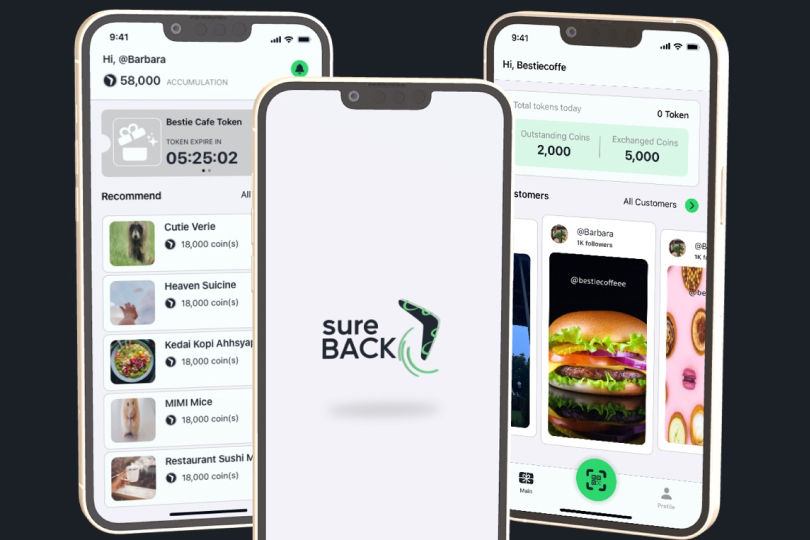 9:41
Hi, @Barbara
58,000 ACCUMULATION
Bestie Cafe Token
TOKEN EXPIRE IN
05:25:02
Recommend All
Cutie Verie
18,000 coin(s)
Heaven Suicine
18,000 coin(s)
Kedai Kopi Ahhsyap
18,000 coin(s)
MIMI Mice
18,000 coin(s)
Restaurant Sushi M
18,000 coin(s)
sure
BACK
9:41
Hi, Bestiecoffe
Total tokens today 0 Token
Outstanding Coins Exchanged Coins
2,000 5,000
stomers All Customers
@Barbara
1K followers
@bestiecoffeee
@B
1K f
@be
Main
Profile